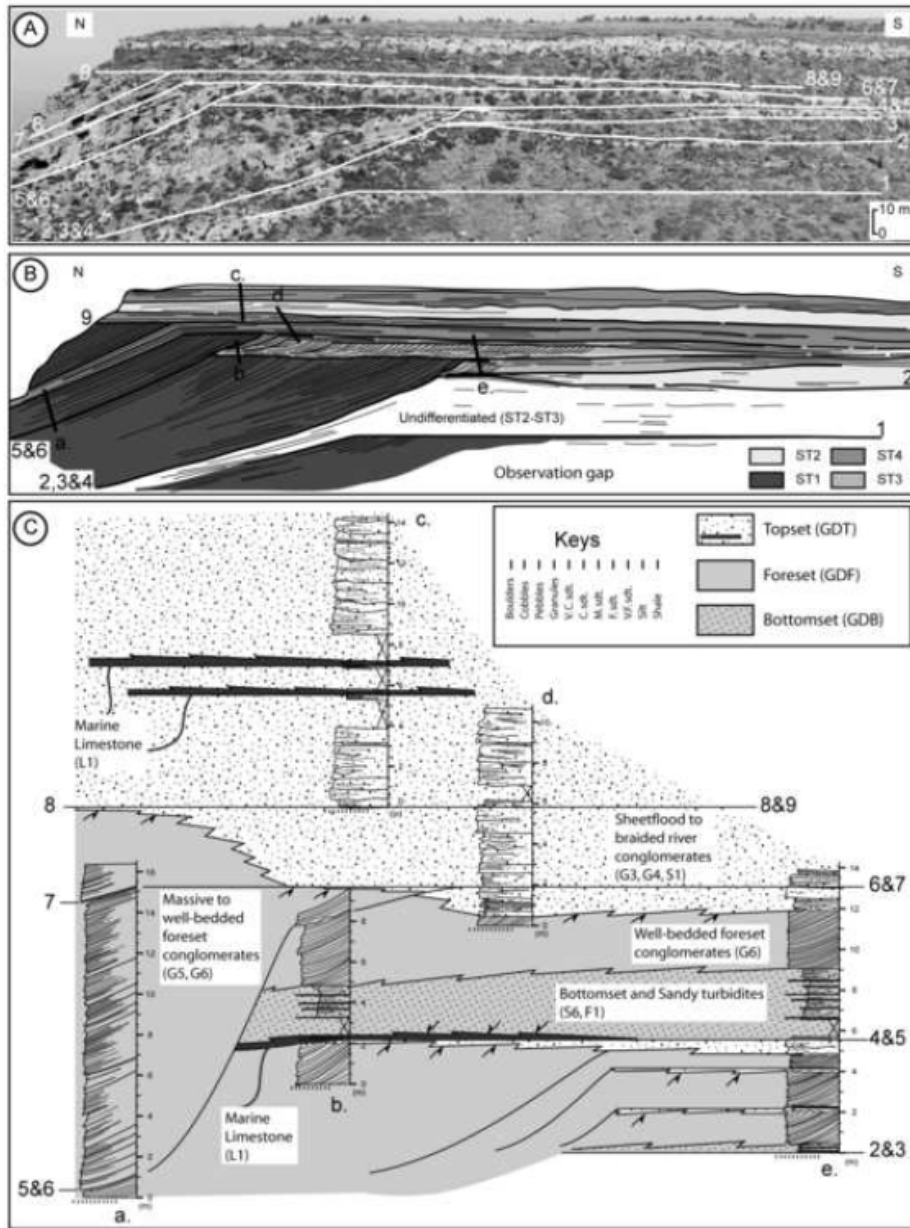 A
N
S
9
8&9
6&7
4&5
3
2
8
7
1
5&6
2,3&4
10 m
0
B
N
S
c.
d
9
e.
2
Undifferentiated (ST2-ST3)
1
a.
5&6
2,3&4
Observation gap
ST2
ST4
ST1
ST3
C
c.
Keys
Boulders
Cobbles
Pebbles
Granules
V.C. sdt.
C. sdt.
M. sdt.
F. sdt.
V.F. sdt.
Silt
Shale
Topset (GDT)
Foreset (GDF)
Bottomset (GDB)
Marine
Limestone
(L1)
d.
8
8&9
Sheetflood to
braided river
conglomerates
(G3, G4, S1)
6&7
7
Massive to
well-bedded
foreset
conglomerates
(G5, G6)
Well-bedded foreset
conglomerates (G6)
Bottomset and Sandy turbidites
(S6, F1)
4&5
Marine
Limestone
(L1)
b.
2&3
5&6
a.
(m)
e.
(m)